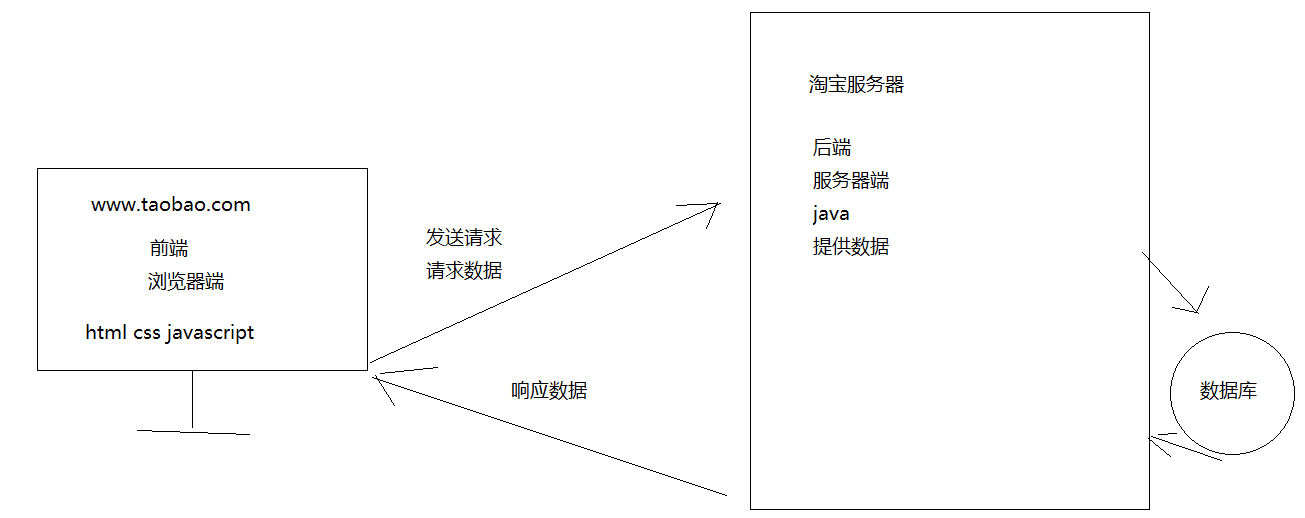 www.taobao.com
前端
浏览器端
html css javascript
发送请求
请求数据
响应数据
淘宝服务器
后端
服务器端
java
提供数据
数据库